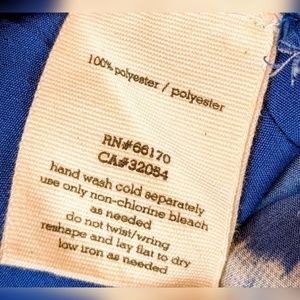 100% polyester / polyester
RN#66170
CA#32054
hand wash cold separately
use only non-chlorine bleach
as needed
do not twist/wring
reshape and lay flat to dry
low iron as needed